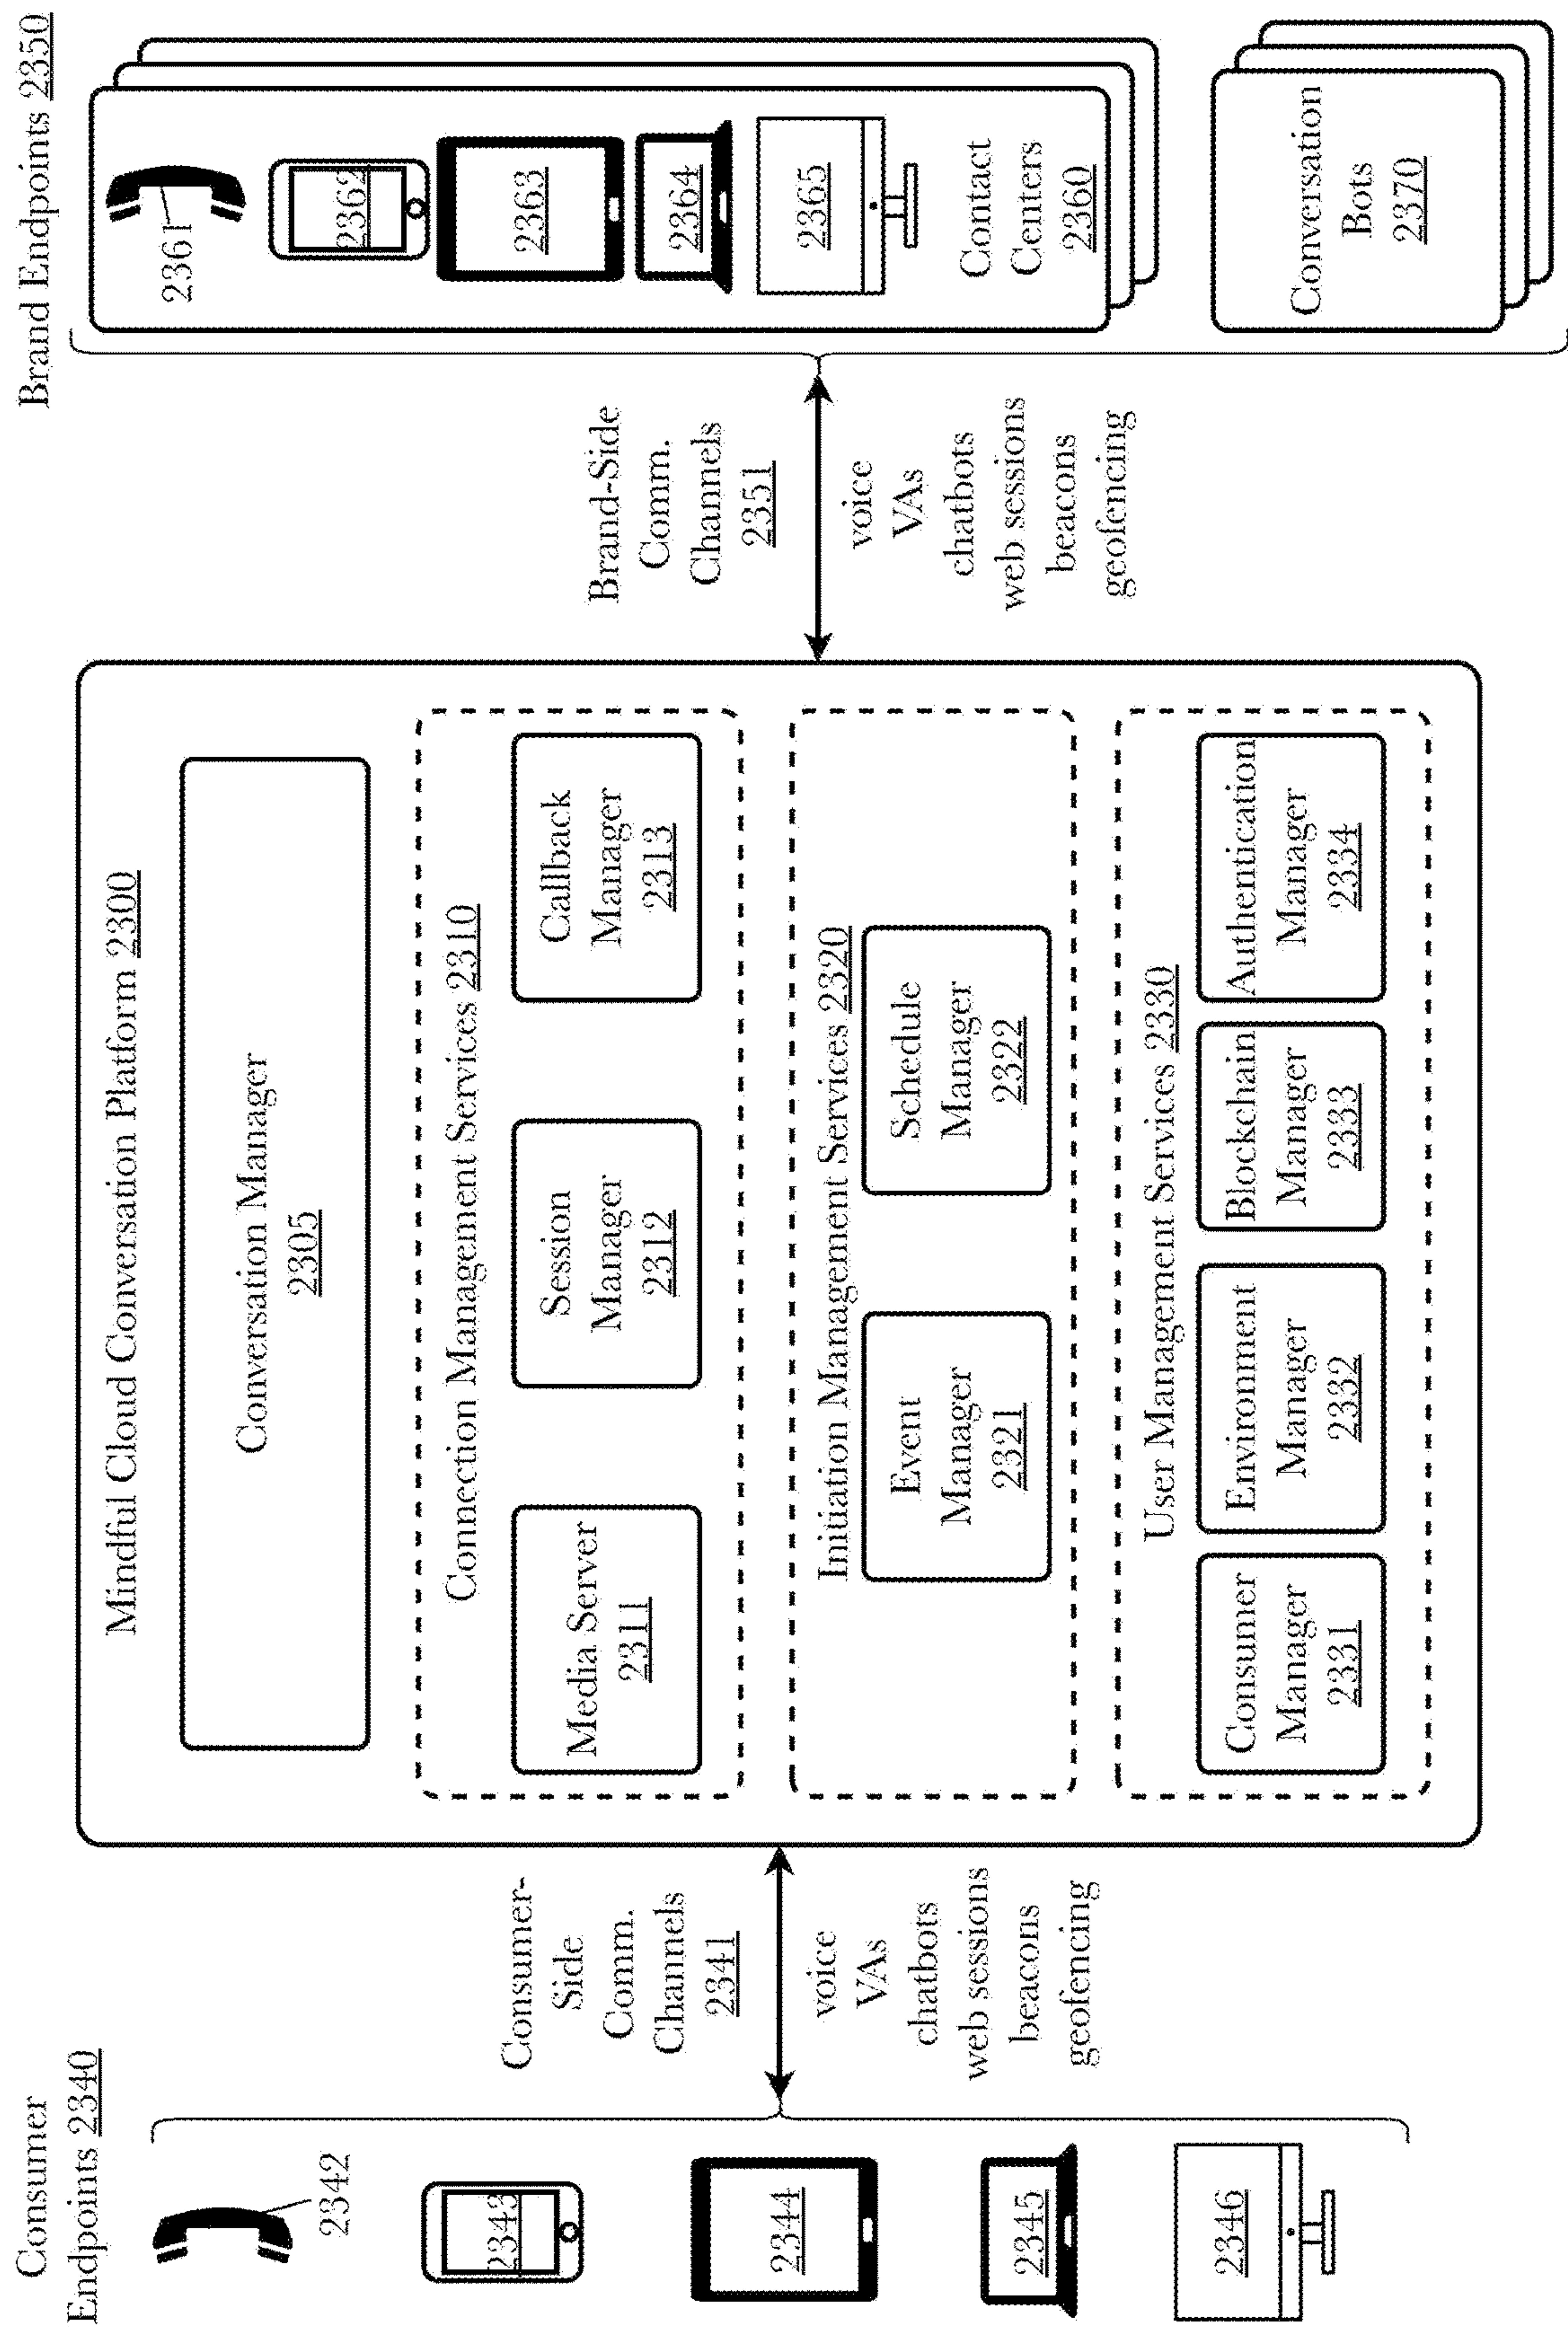 Consumer
Endpoints 2340
2342
2343
2344
2345
2346
Consumer-
Side
Comm.
Channels
2341
voice
VAs
chatbots
web sessions
beacons
geofencing
Mindful Cloud Conversation Platform 2300
Conversation Manager
2305
Connection Management Services 2310
Media Server
2311
Session
Manager
2312
Callback
Manager
2313
Initiation Management Services 2320
Event
Manager
2321
Schedule
Manager
2322
User Management Services 2330
Consumer
Manager
2331
Environment
Manager
2332
Blockchain
Manager
2333
Authentication
Manager
2334
Brand-Side
Comm.
Channels
2351
voice
VAs
chatbots
web sessions
beacons
geofencing
Brand Endpoints 2350
2361
2362
2363
2364
2365
Contact
Centers
2360
Conversation
Bots
2370